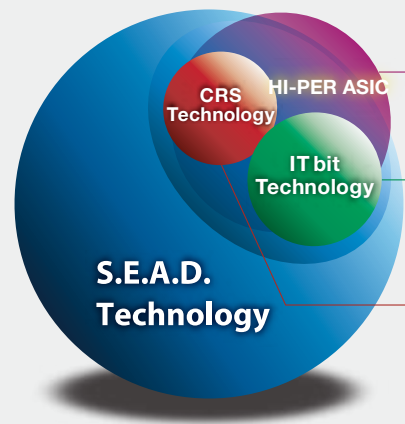 CRS
Technology
HI-PER ASIC
IT bit
Technology
S.E.A.D.
Technology